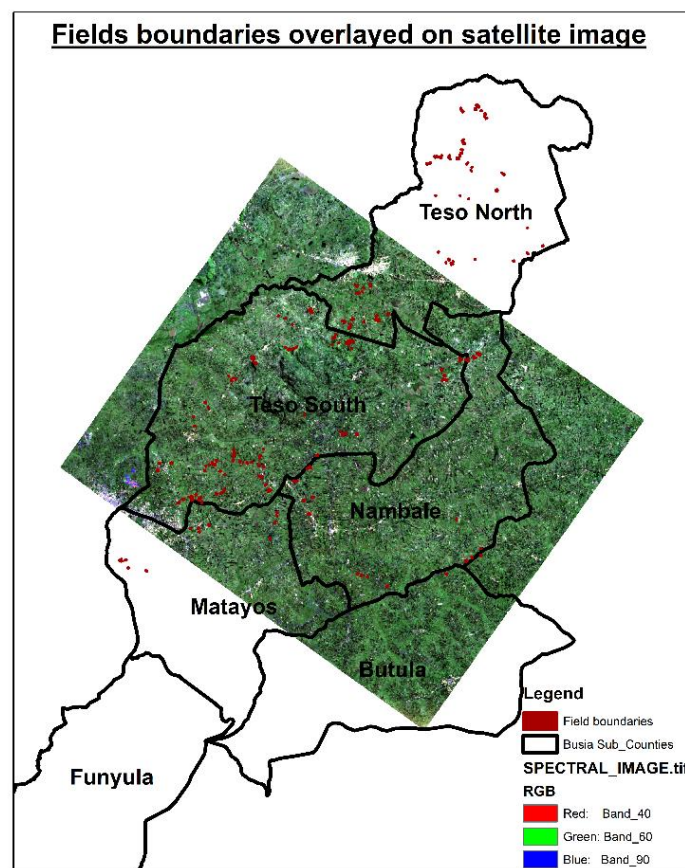 Fields boundaries overlayed on satellite image
Teso North
Teso South
Nambale
Matayos
Butula
Funyula
Legend
Field boundaries
Busia Sub_Counties
SPECTRAL_IMAGE.tif
RGB
Red: Band_40
Green: Band_60
Blue: Band_90